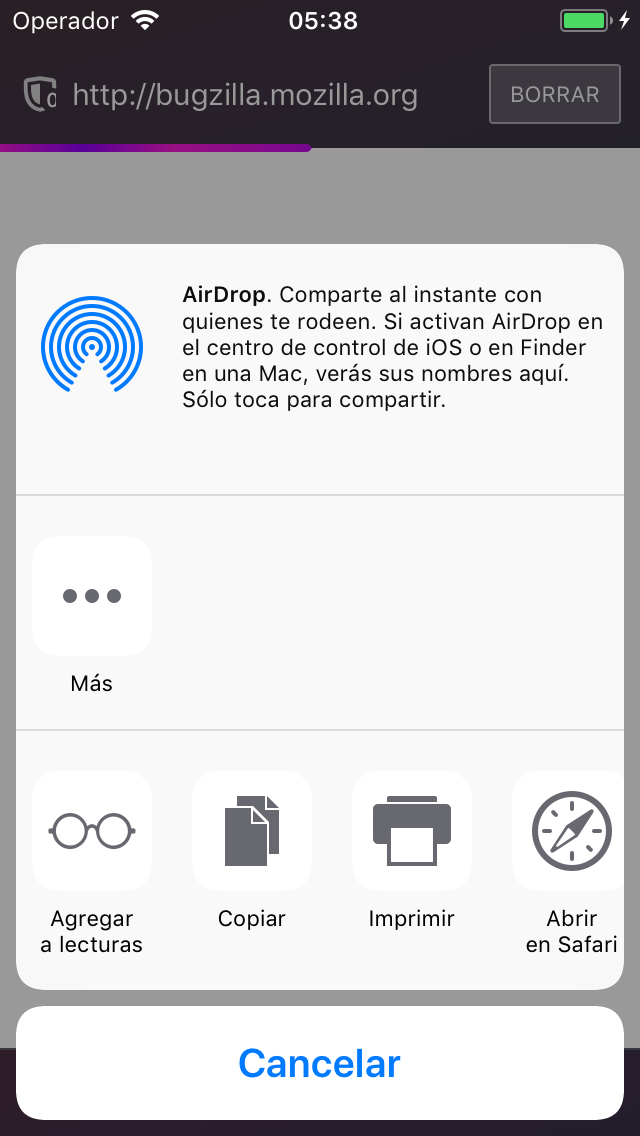 Operador 05:38
http://bugzilla.mozilla.org BORRAR
AirDrop. Comparte al instante con
quienes te rodeen. Si activan AirDrop en
el centro de control de iOS o en Finder
en una Mac, verás sus nombres aquí.
Sólo toca para compartir.
Más
Agregar
a lecturas
Copiar
Imprimir
Abrir
en Safari
Cancelar